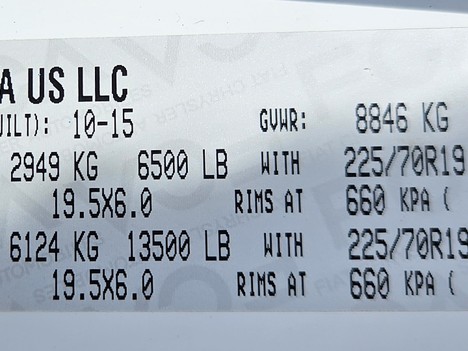 A US LLC
UILT): 10-15 GVWR: 8846 KG
2949 KG 6500 LB WITH 225/70R19
19.5X6.0 RIMS AT 660 KPA (
6124 KG 13500 LB WITH 225/70R19
19.5X6.0 RIMS AT 660 KPA (